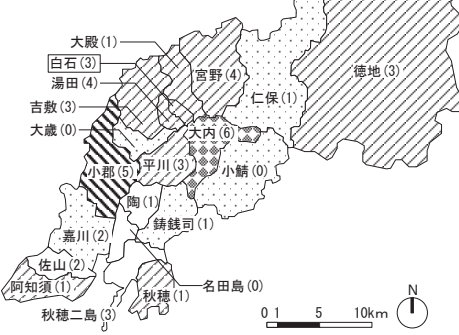 大殿(1)
白石(3)
宮野(4)
徳地(3)
湯田(4)
仁保(1)
吉敷(3)
大歳(0)
大内(6)
小郡(5)
平川(3)
小鯖(0)
陶(1)
鋳銭司(1)
嘉川(2)
佐山(2)
阿知須(1)
秋穂(1)
名田島(0)
秋穂二島(3)
N
0 1 5 10km